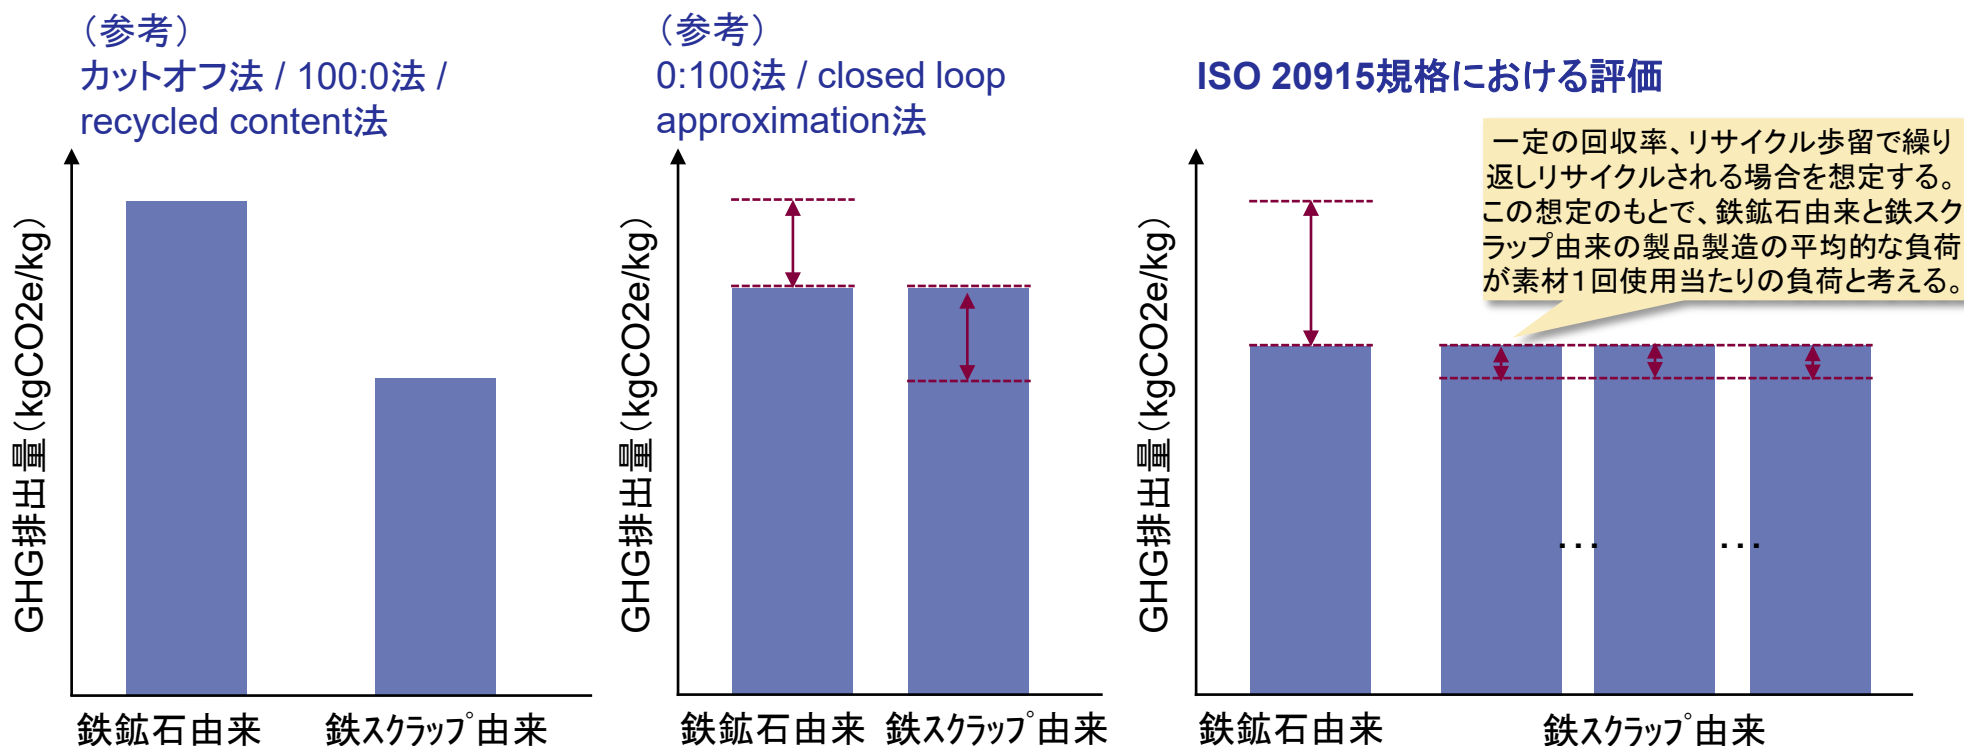 （参考）
カットオフ法 / 100:0法 /
recycled content法
GHG排出量（kgCO2e/kg）
鉄鉱石由来
鉄スクラップ由来
（参考）
0:100法 / closed loop
approximation法
GHG排出量（kgCO2e/kg）
鉄鉱石由来
鉄スクラップ由来
ISO 20915規格における評価
一定の回収率、リサイクル歩留で繰り
返しリサイクルされる場合を想定する。
この想定のもとで、鉄鉱石由来と鉄スク
ラップ由来の製品製造の平均的な負荷
が素材１回使用当たりの負荷と考える。
GHG排出量（kgCO2e/kg）
… …
鉄鉱石由来
鉄スクラップ由来